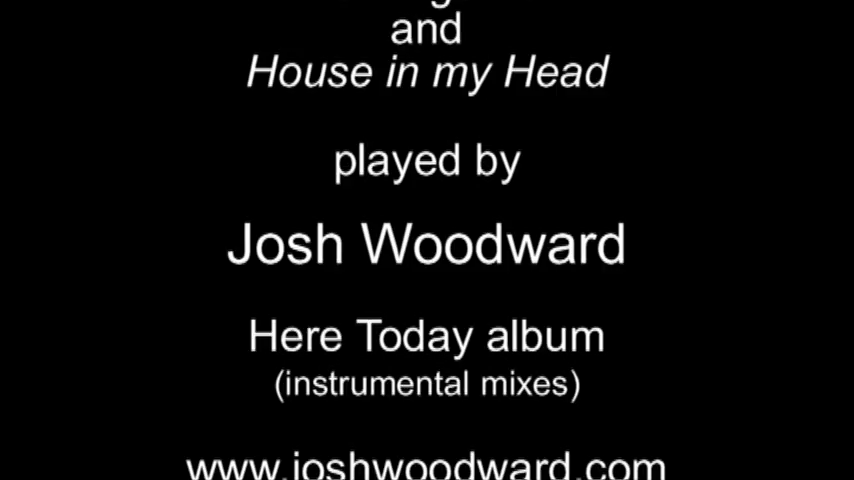 and
House in my Head
played by
Josh Woodward
Here Today album
(instrumental mixes)
www.joshwoodward.com